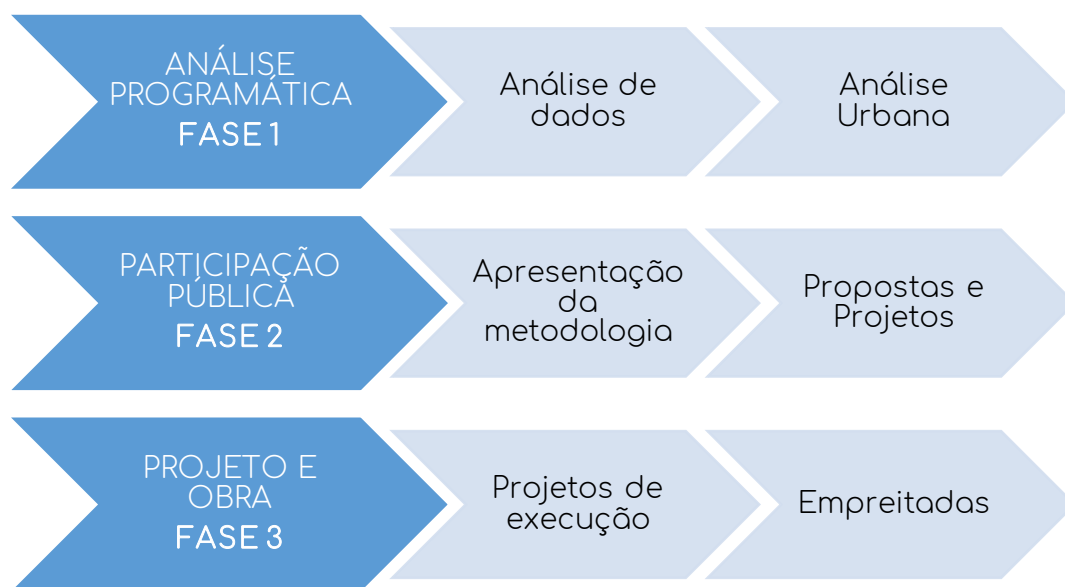 ANÁLISE
PROGRAMÁTICA
FASE 1
Análise de
dados
Análise
Urbana
PARTICIPAÇÃO
PÚBLICA
FASE 2
Apresentação
da
metodologia
Propostas e
Projetos
PROJETO E
OBRA
FASE 3
Projetos de
execução
Empreitadas